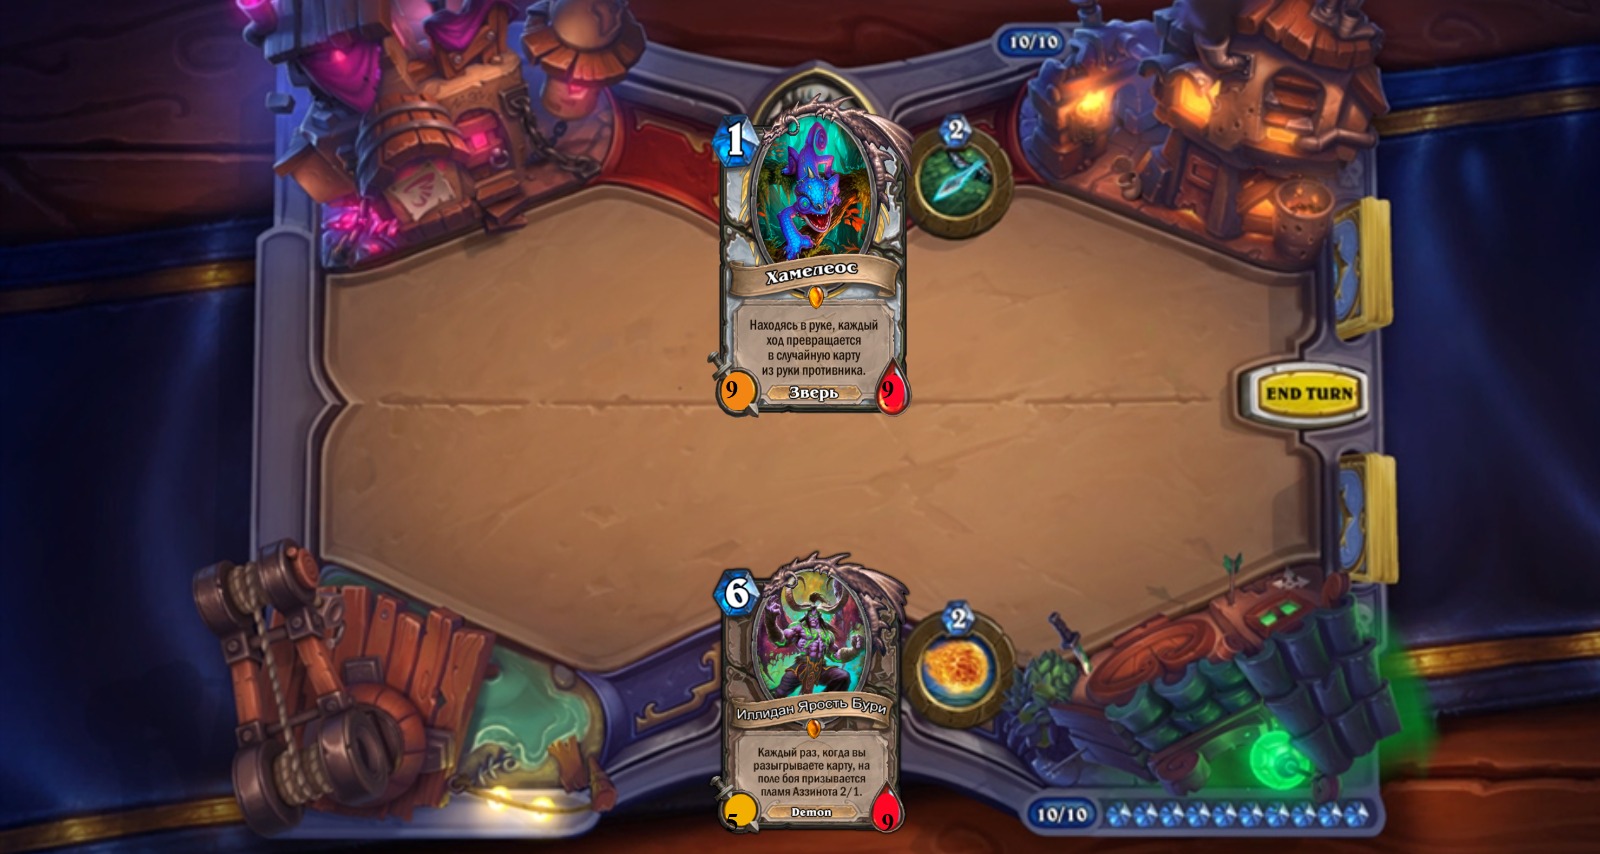 10/10
1
2
Хамелеос
Находясь в руке, каждый
ход превращается
в случайную карту
из руки противника.
9
Зверь
9
END TURN
6
2
Иллидан Ярость Бури
Каждый раз, когда вы
разыгрываете карту, на
поле боя призывается
пламя Аззинота 2/1.
5
Demon
9
10/10